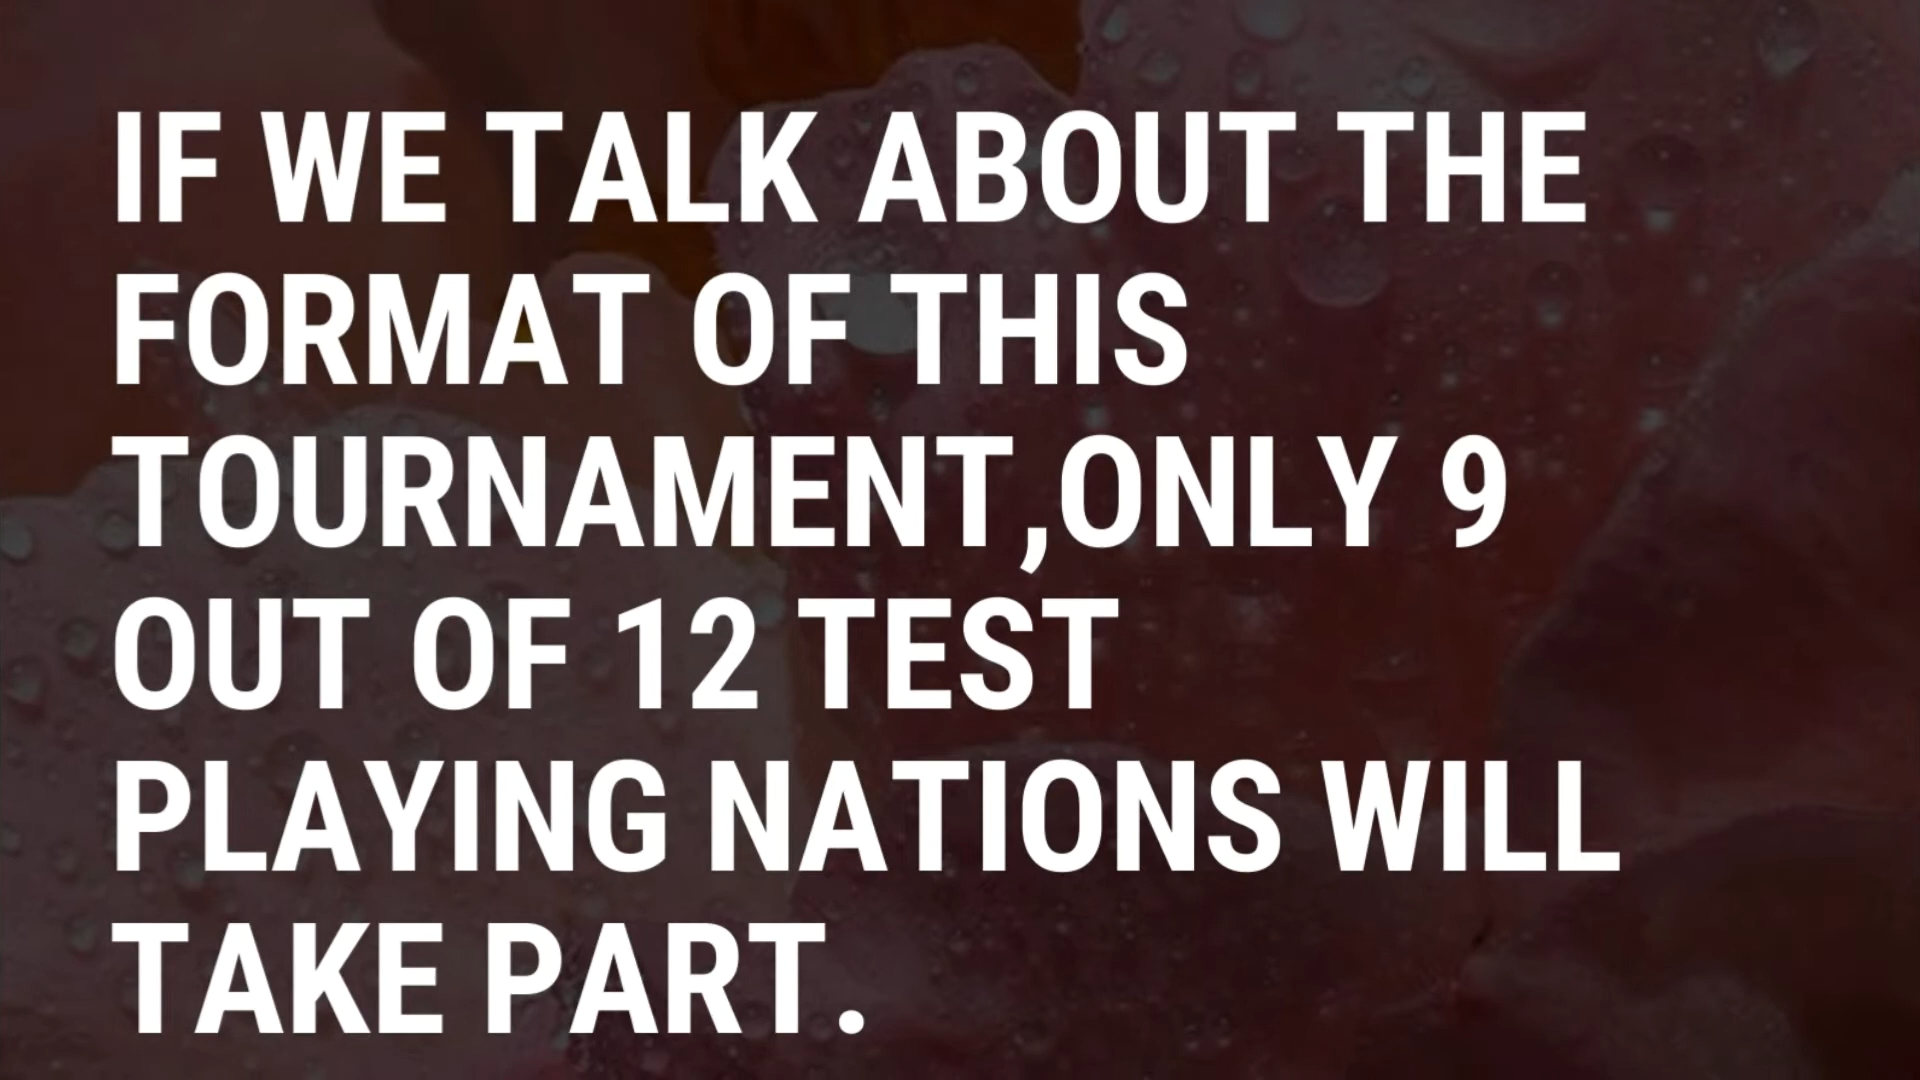 IF WE TALK ABOUT THE
FORMAT OF THIS
TOURNAMENT,ONLY 9
OUT OF 12 TEST
PLAYING NATIONS WILL
TAKE PART.